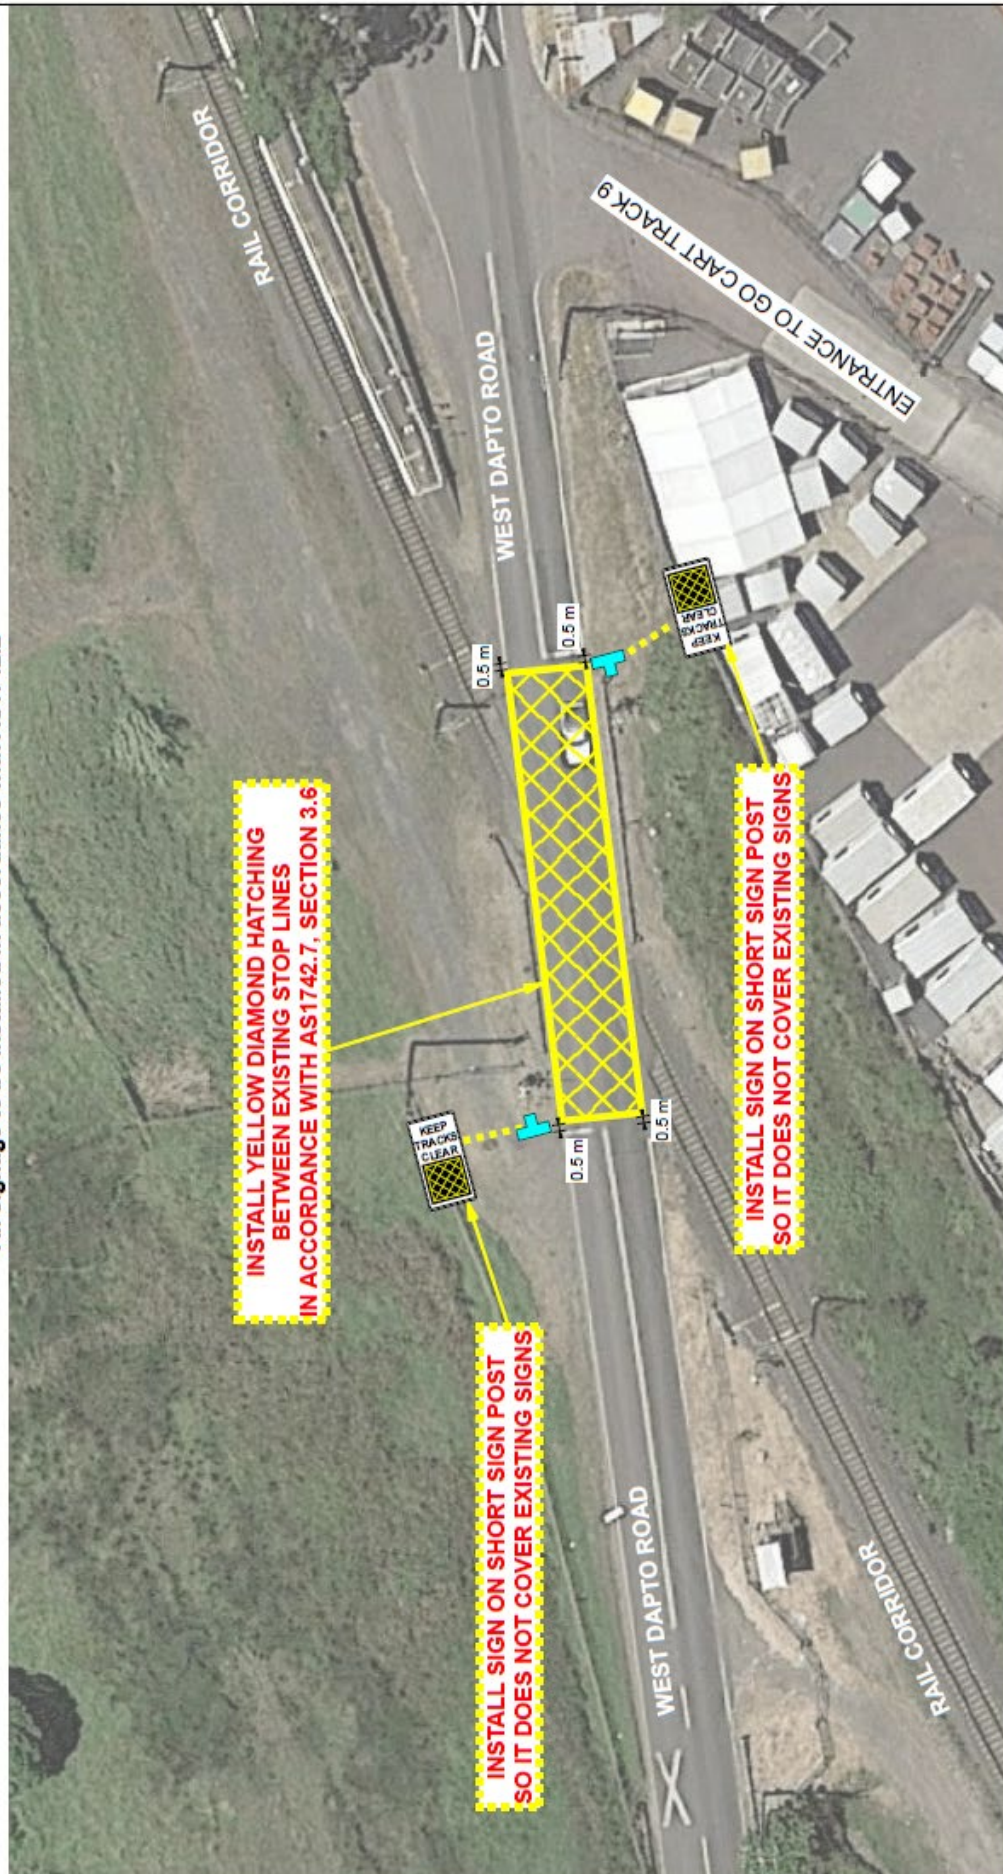 RAIL CORRIDOR
WEST DAPTO ROAD
ENTRANCE TO GO CART TRACK 9
0.5 m
0.5 m
KEEP
TRACKS
CLEAR
INSTALL YELLOW DIAMOND HATCHING
BETWEEN EXISTING STOP LINES
IN ACCORDANCE WITH AS1742.7, SECTION 3.6
INSTALL SIGN ON SHORT SIGN POST
SO IT DOES NOT COVER EXISTING SIGNS
KEEP
TRACKS
CLEAR
0.5 m
0.5 m
INSTALL SIGN ON SHORT SIGN POST
SO IT DOES NOT COVER EXISTING SIGNS
WEST DAPTO ROAD
RAIL CORRIDOR